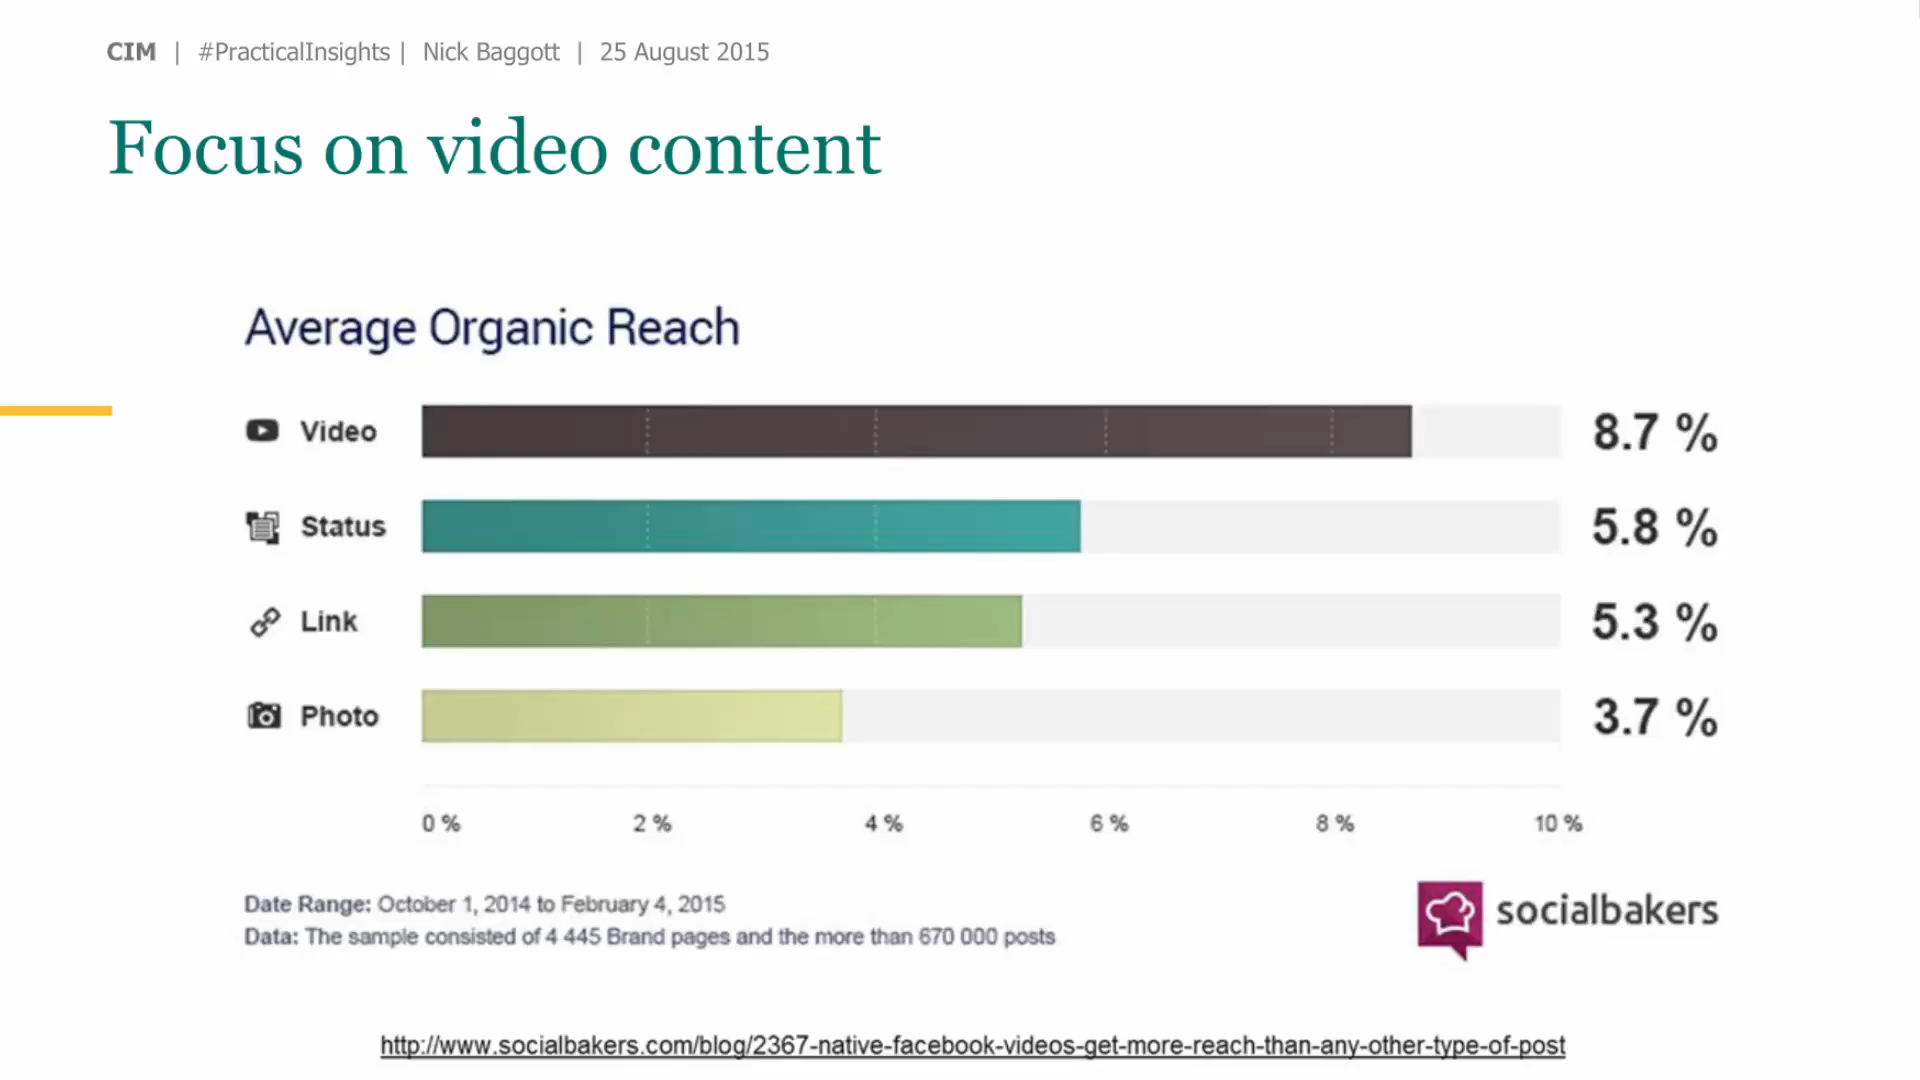 CIM | #PracticalInsights | Nick Baggott | 25 August 2015
Focus on video content
Average Organic Reach
Video 8.7 %
Status 5.8 %
Link 5.3 %
Photo 3.7 %
0 % 2 % 4 % 6 % 8 % 10 %
Date Range: October 1, 2014 to February 4, 2015
Data: The sample consisted of 4 445 Brand pages and the more than 670 000 posts
socialbakers
http://www.socialbakers.com/blog/2367-native-facebook-videos-get-more-reach-than-any-other-type-of-post